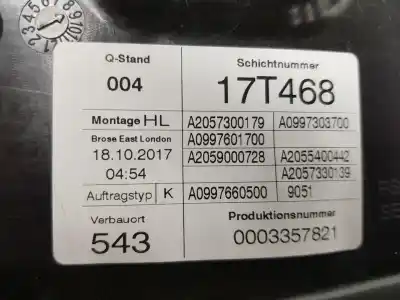 Q-Stand Schichtnummer
004 17T468
Montage HL A2057300179 A0997303700
Brose East London A0997601700
18.10.2017 A2059000728 A2055400442
04:54 A2057330139
Auftragstyp K A0997660500 9051
Verbauort Produktionsnummer
543 0003357821